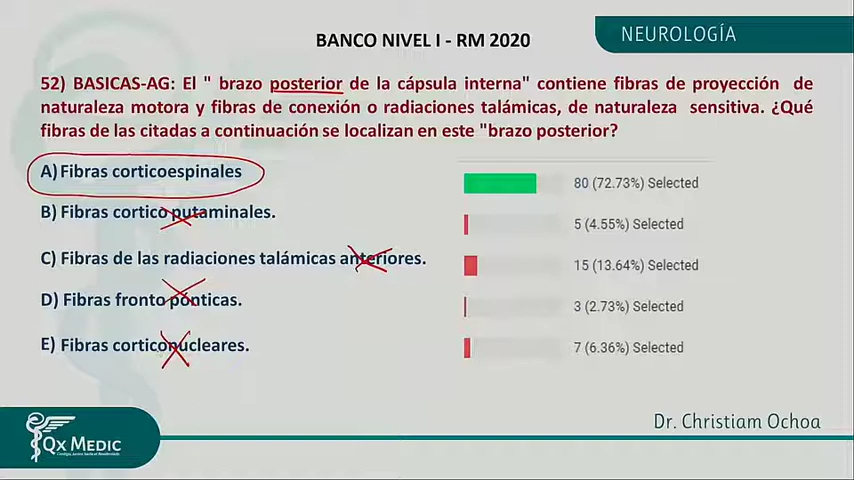 BANCO NIVEL I - RM 2020
NEUROLOGÍA
52) BASICAS-AG: El " brazo posterior de la cápsula interna" contiene fibras de proyección de
naturaleza motora y fibras de conexión o radiaciones talámicas, de naturaleza sensitiva. ¿Qué
fibras de las citadas a continuación se localizan en este "brazo posterior?
A) Fibras corticoespinales
80 (72.73%) Selected
B) Fibras cortico putaminales.
5 (4.55%) Selected
C) Fibras de las radiaciones talámicas anteriores.
15 (13.64%) Selected
D) Fibras fronto pónticas.
3 (2.73%) Selected
E) Fibras corticonucleares.
7 (6.36%) Selected
Dr. Christiam Ochoa
QX MEDIC